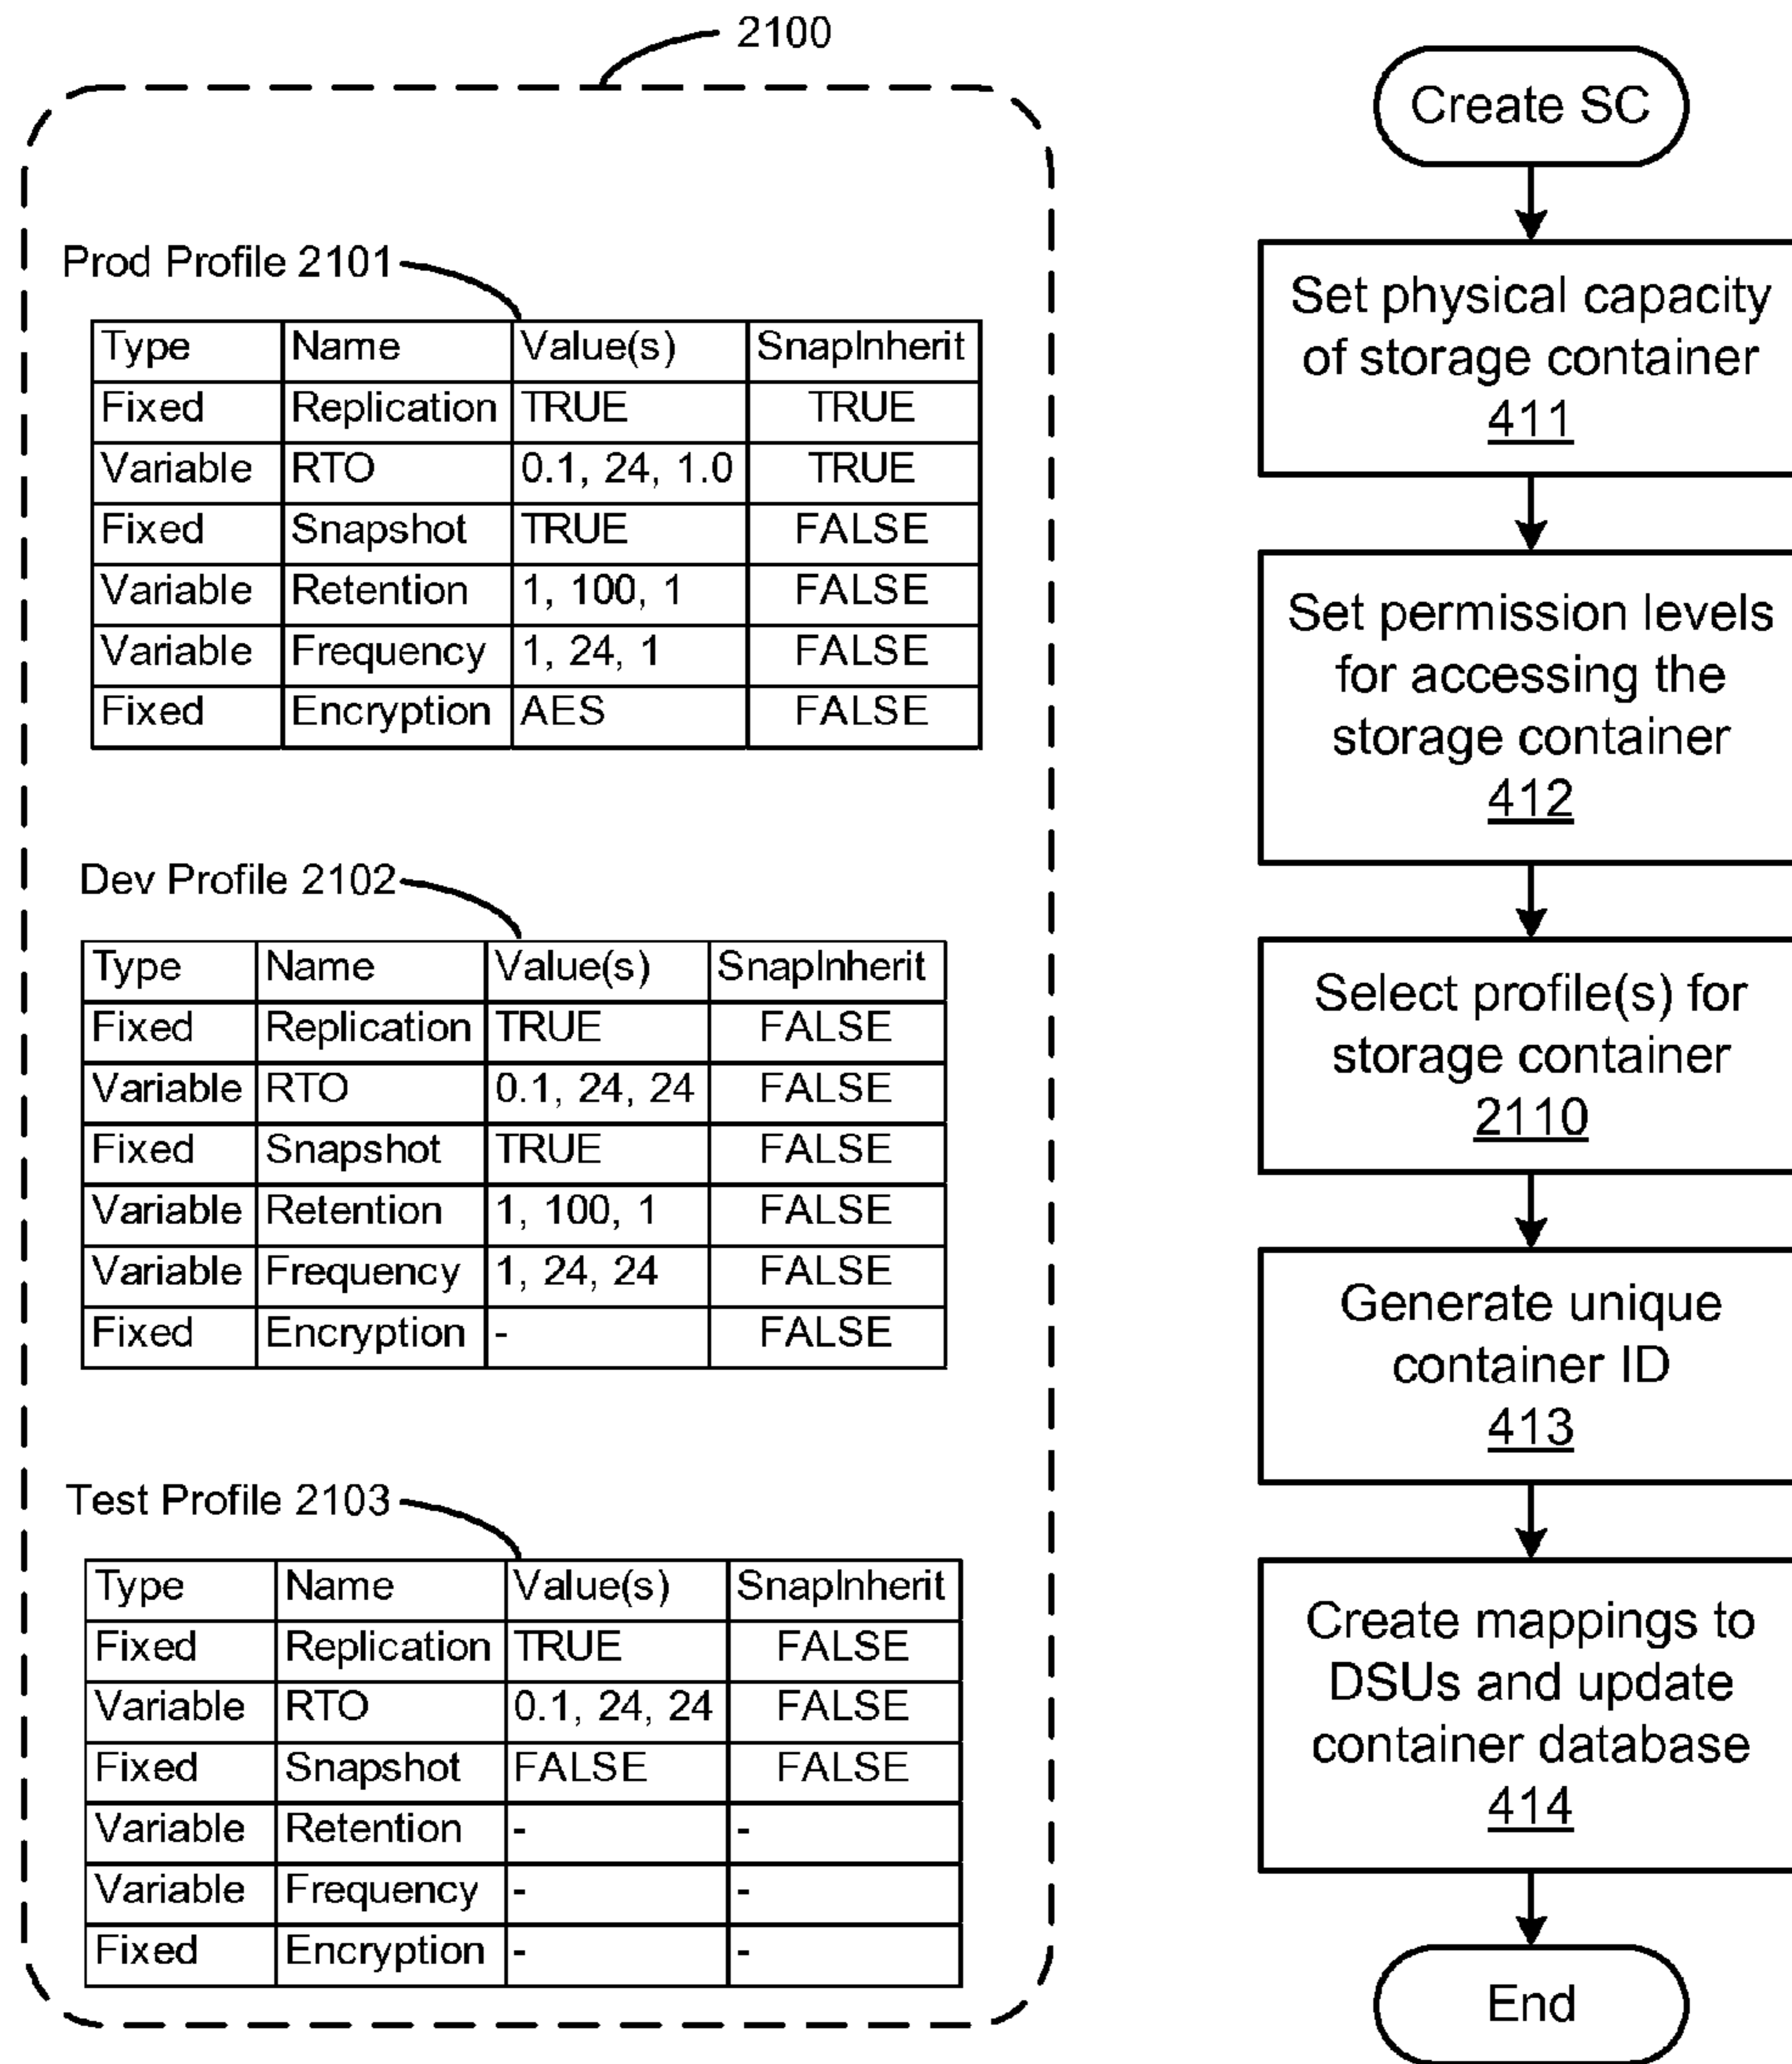 2100
Prod Profile 2101
Type Name Value(s) SnapInherit
Fixed Replication TRUE TRUE
Variable RTO 0.1, 24, 1.0 TRUE
Fixed Snapshot TRUE FALSE
Variable Retention 1, 100, 1 FALSE
Variable Frequency 1, 24, 1 FALSE
Fixed Encryption AES FALSE
Dev Profile 2102
Type Name Value(s) SnapInherit
Fixed Replication TRUE FALSE
Variable RTO 0.1, 24, 24 FALSE
Fixed Snapshot TRUE FALSE
Variable Retention 1, 100, 1 FALSE
Variable Frequency 1, 24, 24 FALSE
Fixed Encryption - FALSE
Test Profile 2103
Type Name Value(s) SnapInherit
Fixed Replication TRUE FALSE
Variable RTO 0.1, 24, 24 FALSE
Fixed Snapshot FALSE FALSE
Variable Retention - -
Variable Frequency - -
Fixed Encryption - -
Create SC
Set physical capacity
of storage container
411
Set permission levels
for accessing the
storage container
412
Select profile(s) for
storage container
2110
Generate unique
container ID
413
Create mappings to
DSUs and update
container database
414
End